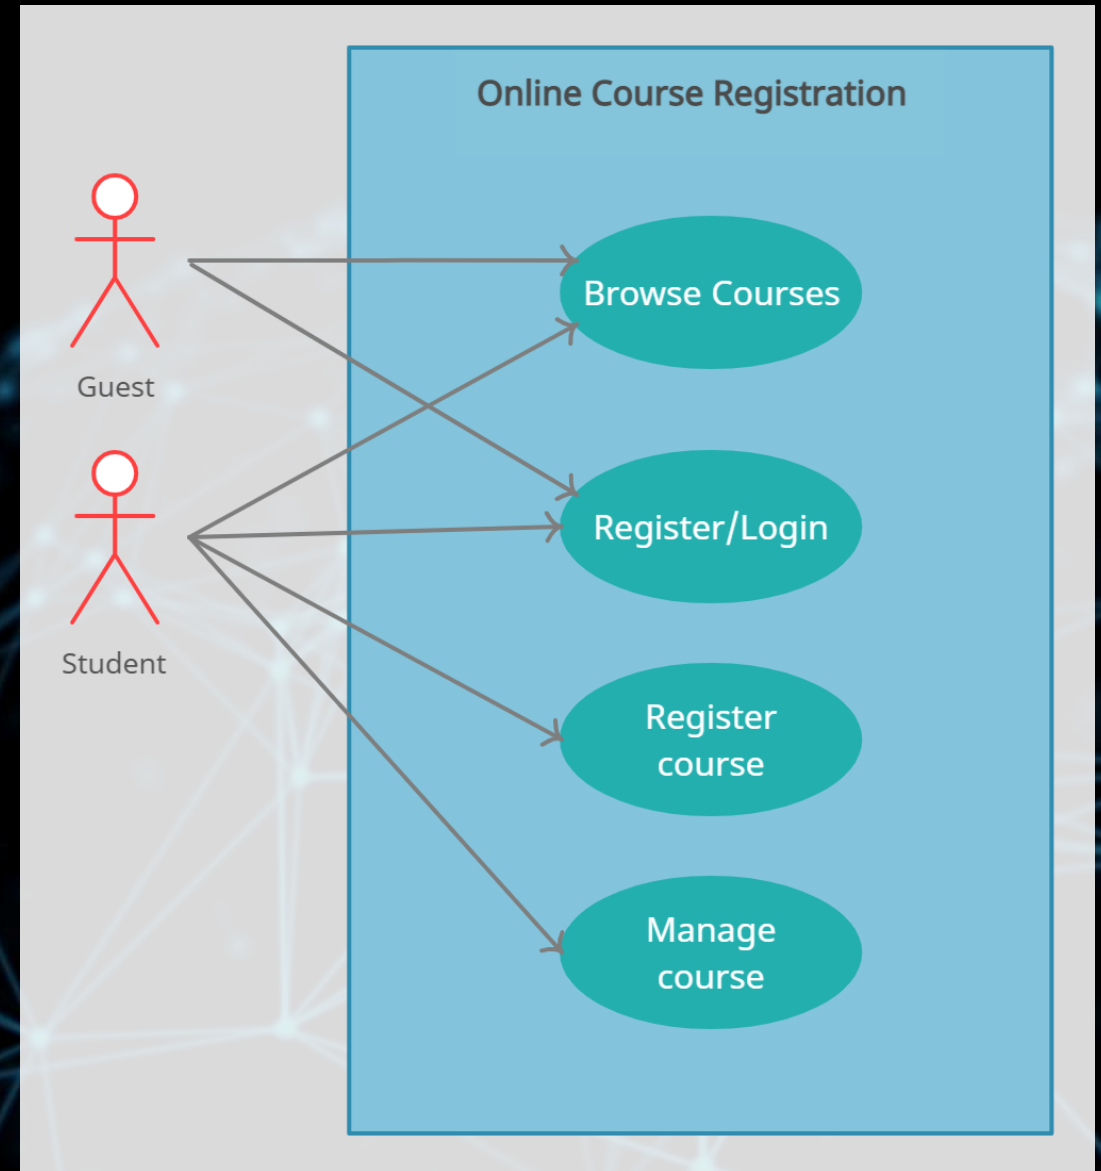 Online Course Registration
Browse Courses
Guest
Register/Login
Student
Register
course
Manage
course